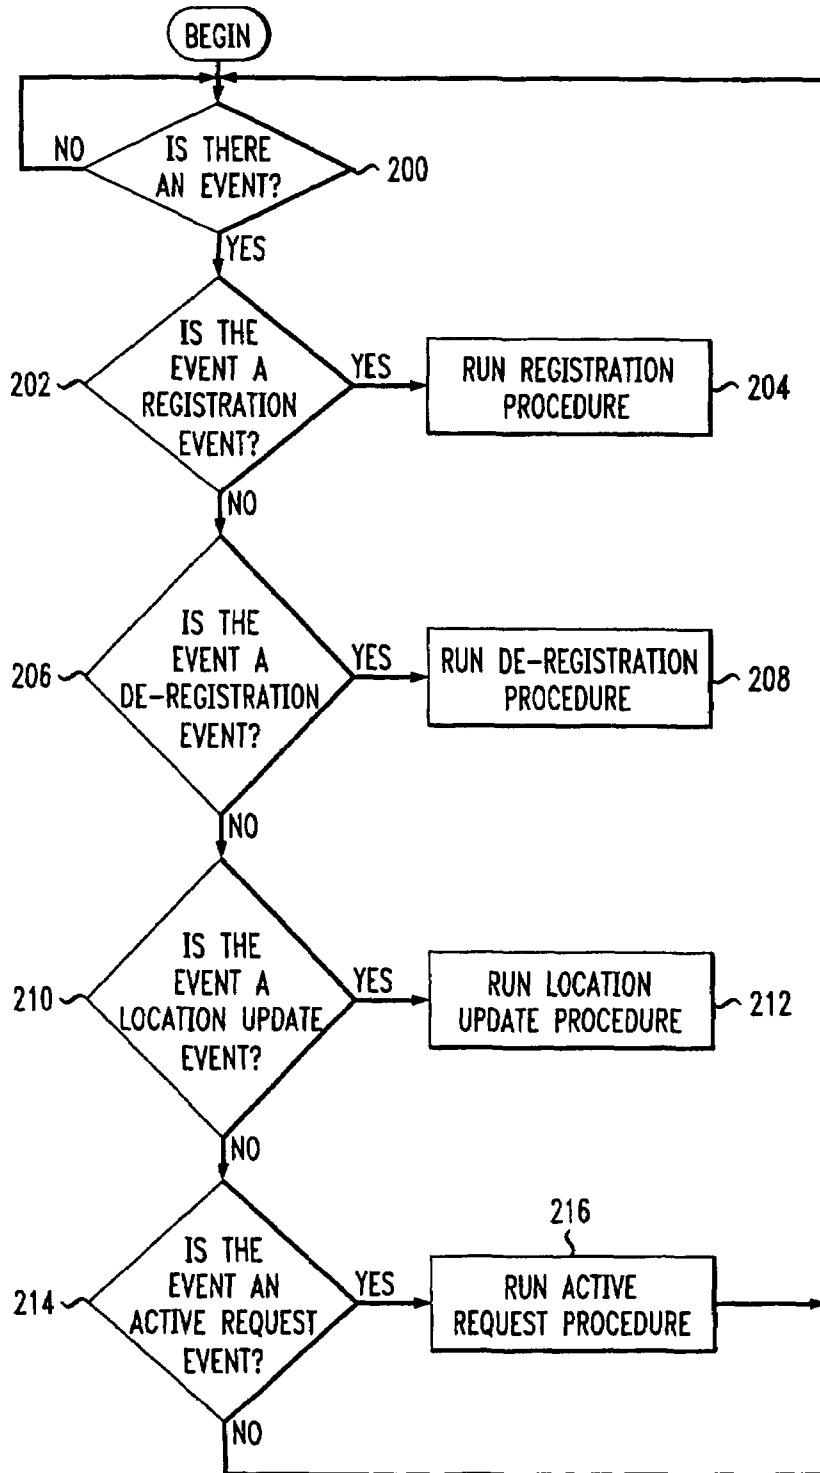 BEGIN
NO
IS THERE
AN EVENT?
200
YES
IS THE
EVENT A
REGISTRATION
EVENT?
202
YES
RUN REGISTRATION
PROCEDURE
204
NO
IS THE
EVENT A
DE-REGISTRATION
EVENT?
206
YES
RUN DE-REGISTRATION
PROCEDURE
208
NO
IS THE
EVENT A
LOCATION UPDATE
EVENT?
210
YES
RUN LOCATION
UPDATE PROCEDURE
212
NO
IS THE
EVENT AN
ACTIVE REQUEST
EVENT?
214
YES
216
RUN ACTIVE
REQUEST PROCEDURE
NO